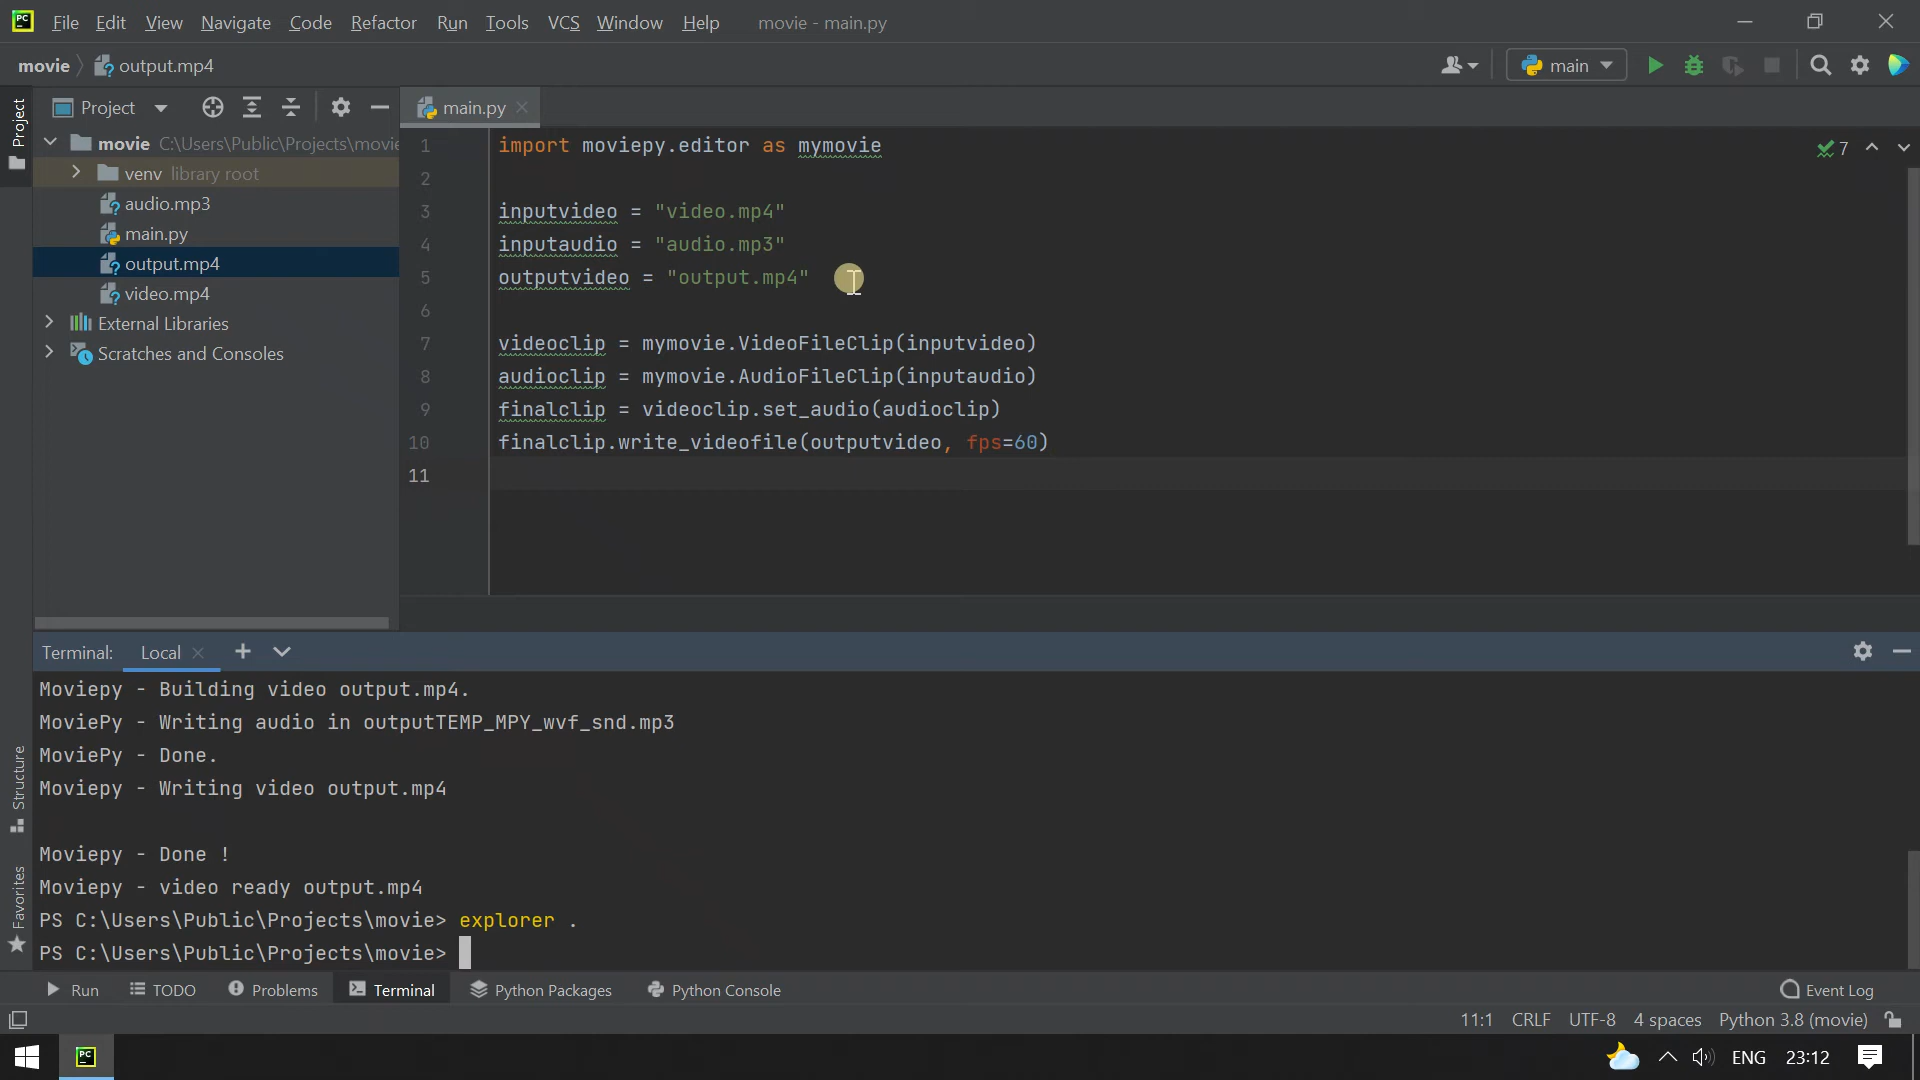 PC File Edit View Navigate Code Refactor Run Tools VCS Window Help movie - main.py
movie output.mp4 main
Project main.py
Project
movie C:\Users\Public\Projects\movie
venv library root
audio.mp3
main.py
output.mp4
video.mp4
External Libraries
Scratches and Consoles
7
1 import moviepy.editor as mymovie
2
3 inputvideo = "video.mp4"
4 inputaudio = "audio.mp3"
5 outputvideo = "output.mp4"
6
7 videoclip = mymovie.VideoFileClip(inputvideo)
8 audioclip = mymovie.AudioFileClip(inputaudio)
9 finalclip = videoclip.set_audio(audioclip)
10 finalclip.write_videofile(outputvideo, fps=60)
11
Terminal: Local
Moviepy - Building video output.mp4.
MoviePy - Writing audio in outputTEMP_MPY_wvf_snd.mp3
MoviePy - Done.
Moviepy - Writing video output.mp4
Moviepy - Done !
Moviepy - video ready output.mp4
PS C:\Users\Public\Projects\movie> explorer .
PS C:\Users\Public\Projects\movie>
Structure
Favorites
Run TODO Problems Terminal Python Packages Python Console Event Log
11:1 CRLF UTF-8 4 spaces Python 3.8 (movie)
PC ENG 23:12